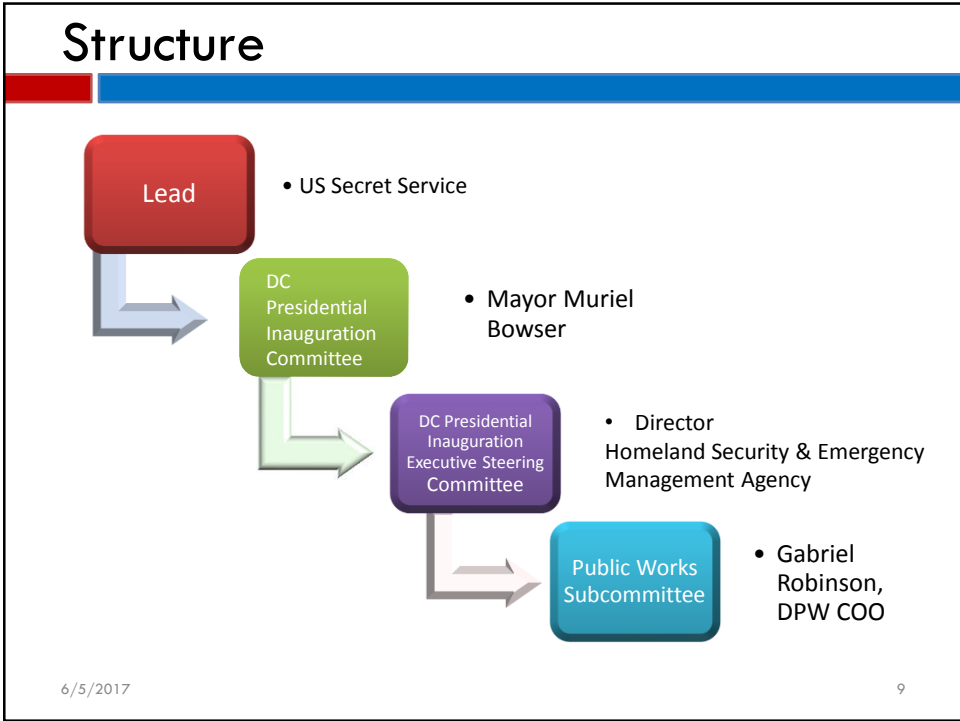 Structure
Lead
• US Secret Service
DC
Presidential
Inauguration
Committee
• Mayor Muriel
Bowser
DC Presidential
Inauguration
Executive Steering
Committee
• Director
Homeland Security & Emergency
Management Agency
Public Works
Subcommittee
• Gabriel
Robinson,
DPW COO
6/5/2017
9